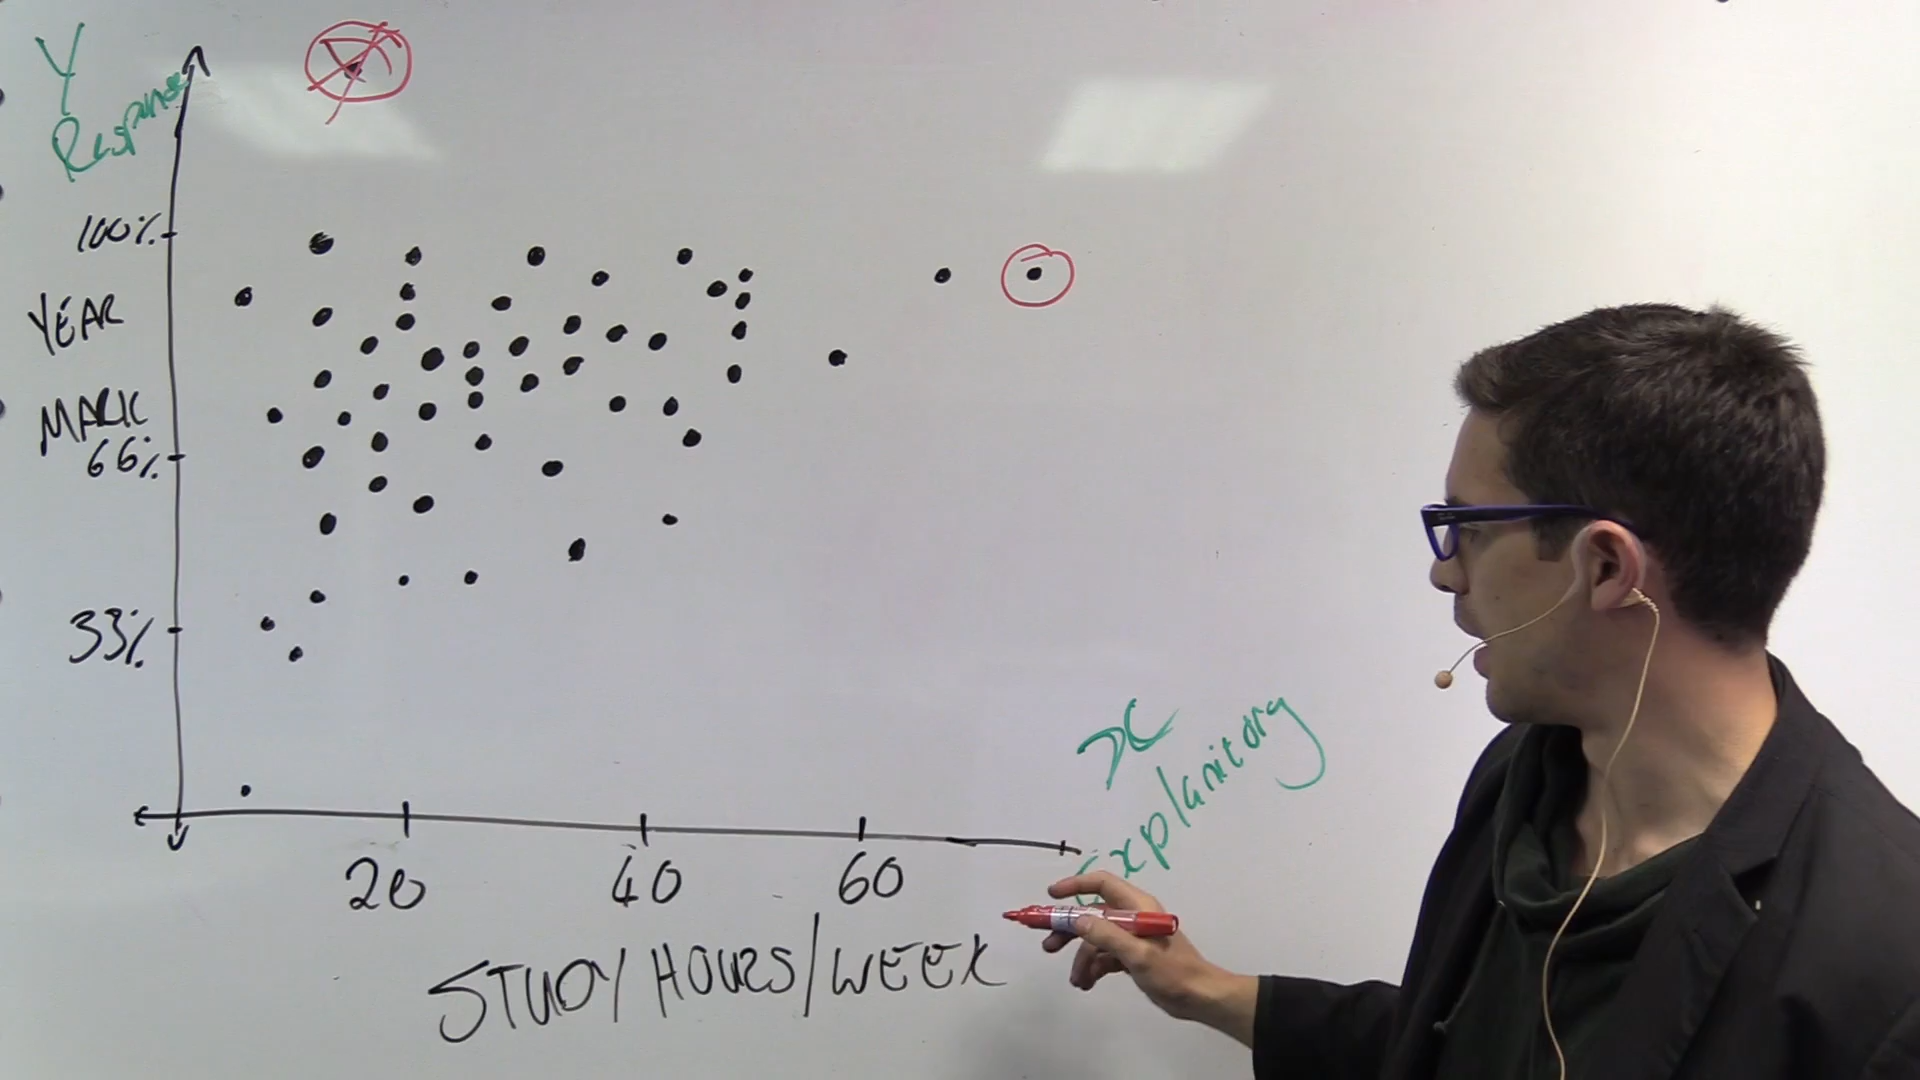 Y
Response
100%
YEAR
MARK
66%
33%
20 40 60
STUDY HOURS/WEEK
x
Explanitory